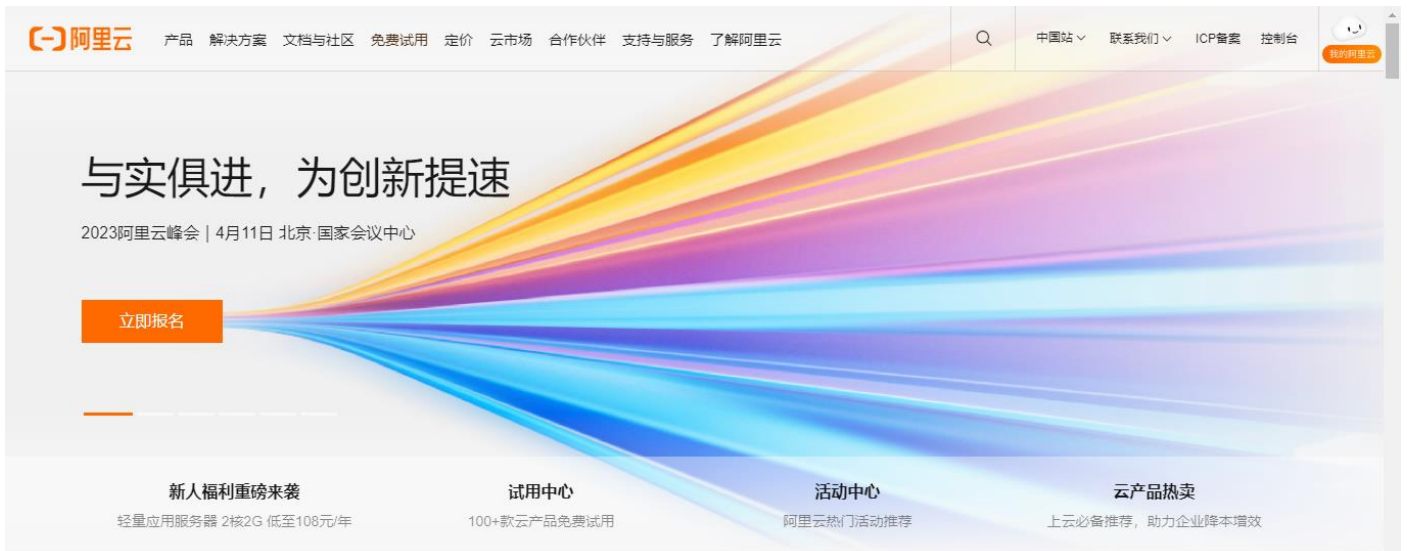 阿里云 产品 解决方案 文档与社区 免费试用 定价 云市场 合作伙伴 支持与服务 了解阿里云 中国站 联系我们 ICP备案 控制台
我的阿里云
与实俱进，为创新提速
2023阿里云峰会 | 4月11日 北京·国家会议中心
立即报名
新人福利重磅来袭 试用中心 活动中心 云产品热卖
轻量应用服务器 2核2G 低至108元/年 100+款云产品免费试用 阿里云热门活动推荐 上云必备推荐，助力企业降本增效